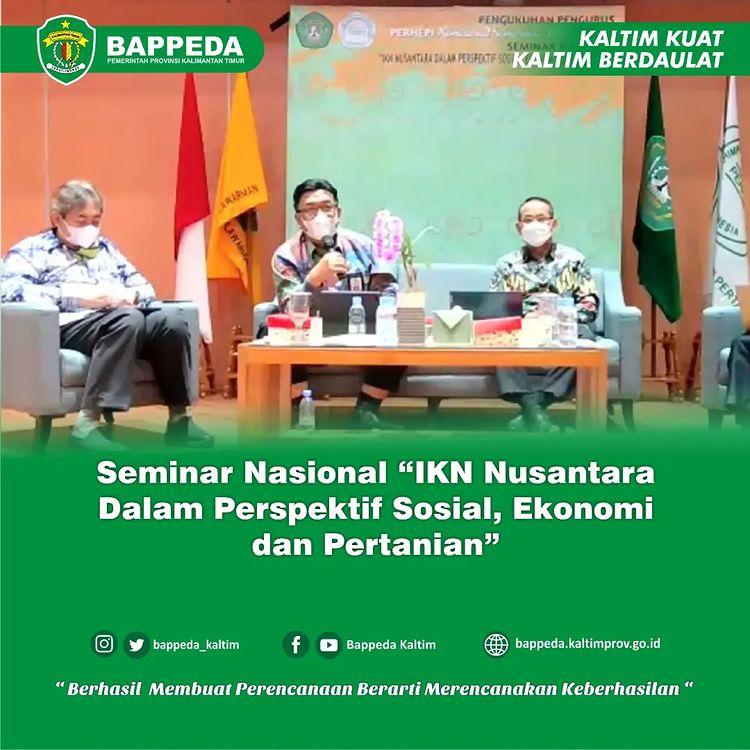 BAPPEDA
PEMERINTAH PROVINSI KALIMANTAN TIMUR
KALTIM KUAT
KALTIM BERDAULAT
PENGUKUHAN PENGURUS
PERHEPI
SEMINAR
"IKN NUSANTARA DALAM PERSPEKTIF SOS
Seminar Nasional “IKN Nusantara
Dalam Perspektif Sosial, Ekonomi
dan Pertanian”
bappeda_kaltim
Bappeda Kaltim
bappeda.kaltimprov.go.id
“ Berhasil Membuat Perencanaan Berarti Merencanakan Keberhasilan “